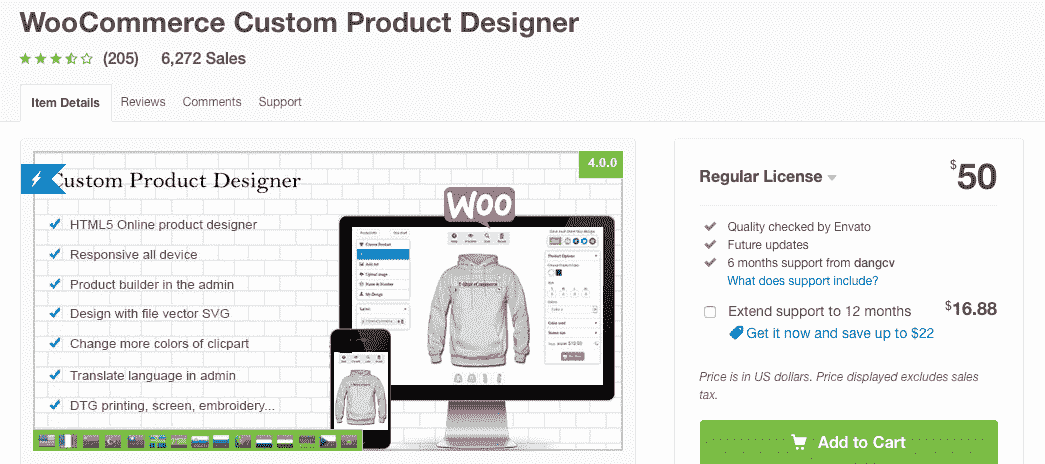 WooCommerce Custom Product Designer
(205) 6,272 Sales
Item Details Reviews Comments Support
4.0.0
Custom Product Designer
HTML5 Online product designer
Responsive all device
Product builder in the admin
Design with file vector SVG
Change more colors of clicpart
Translate language in admin
DTG printing, screen, embroidery...
WOO
Regular License
$50
Quality checked by Envato
Future updates
6 months support from dangcv
What does support include?
Extend support to 12 months $16.88
Get it now and save up to $22
Price is in US dollars. Price displayed excludes sales
tax.
Add to Cart